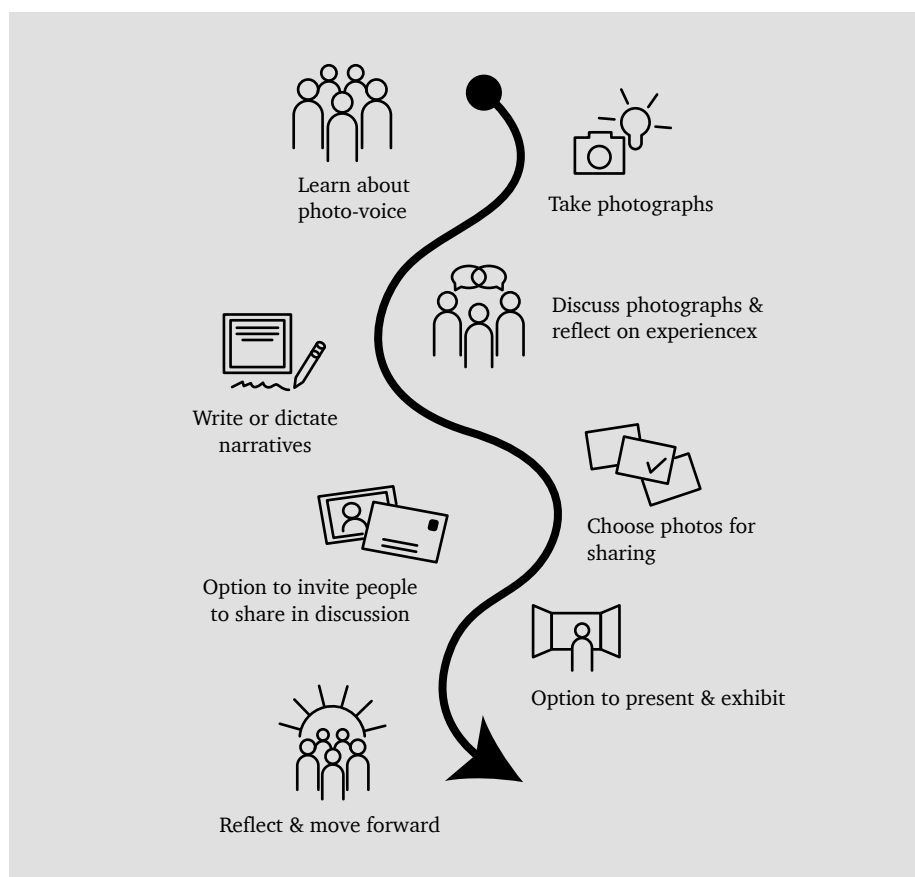 Learn about
photo-voice
Take photographs
Discuss photographs &
reflect on experiencex
Write or dictate
narratives
Choose photos for
sharing
Option to invite people
to share in discussion
Option to present & exhibit
Reflect & move forward